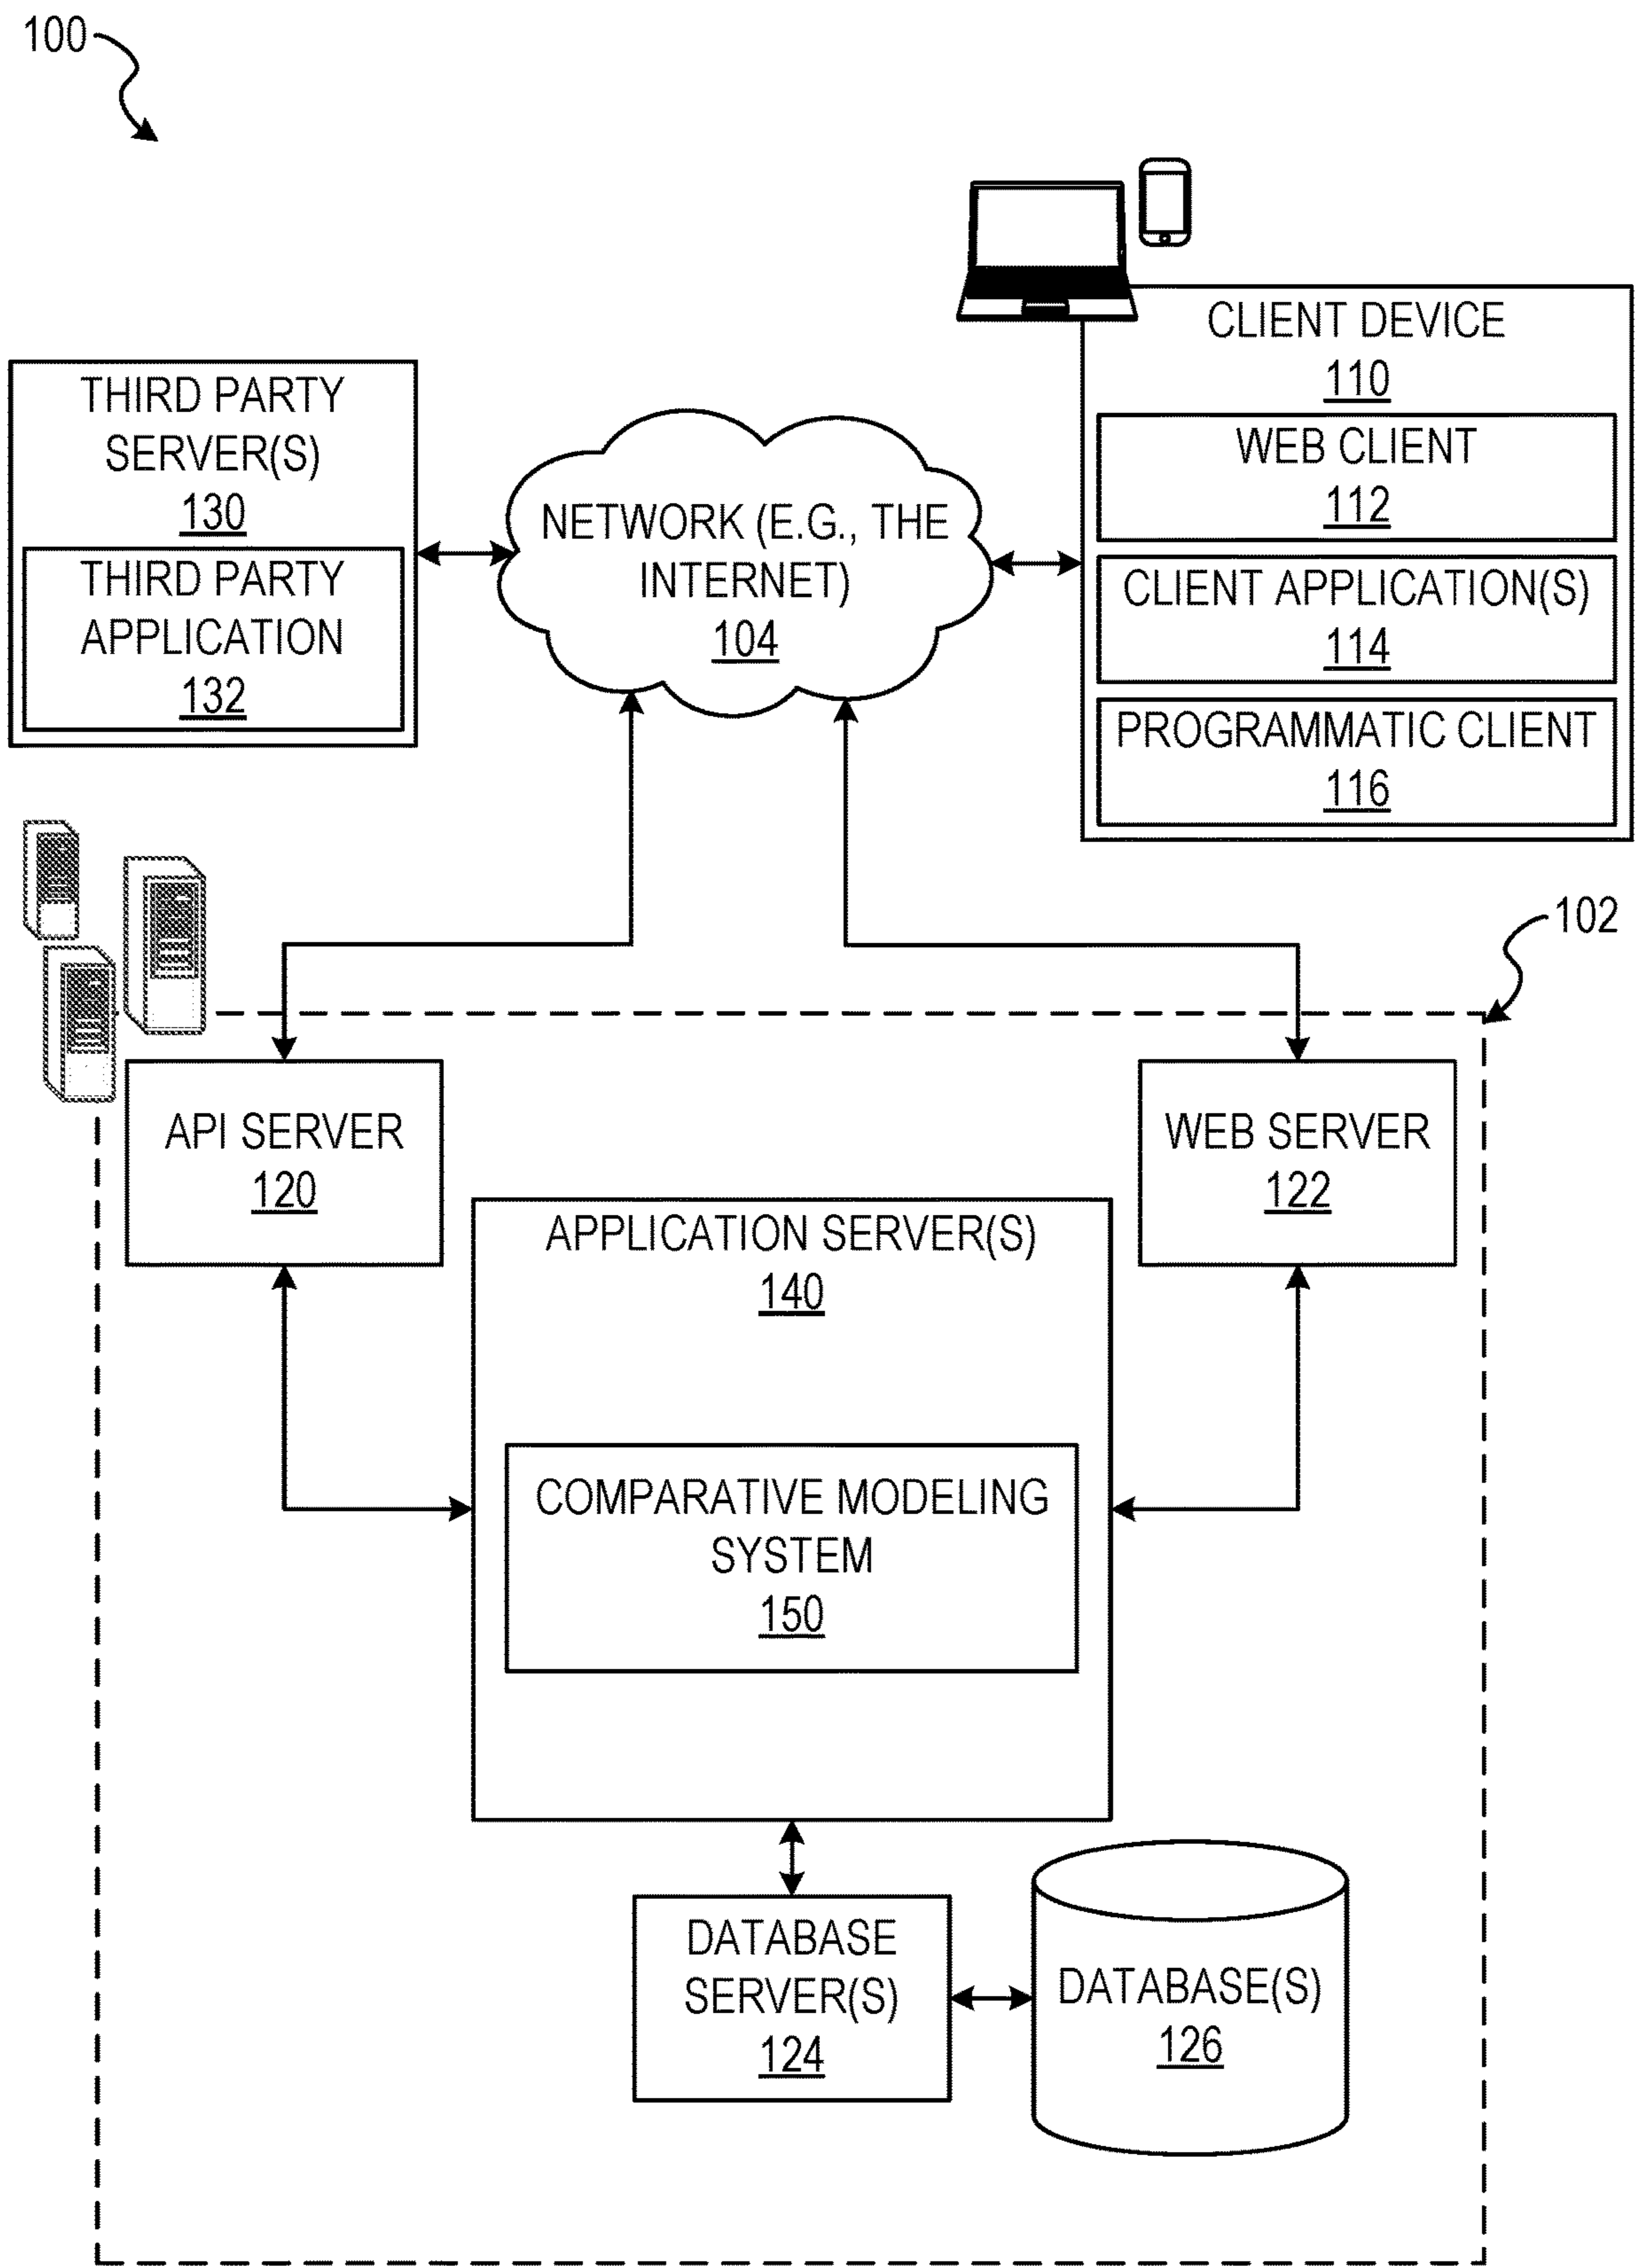 100
CLIENT DEVICE
110
WEB CLIENT
112
CLIENT APPLICATION(S)
114
PROGRAMMATIC CLIENT
116
THIRD PARTY
SERVER(S)
130
THIRD PARTY
APPLICATION
132
NETWORK (E.G., THE
INTERNET)
104
102
API SERVER
120
WEB SERVER
122
APPLICATION SERVER(S)
140
COMPARATIVE MODELING
SYSTEM
150
DATABASE
SERVER(S)
124
DATABASE(S)
126